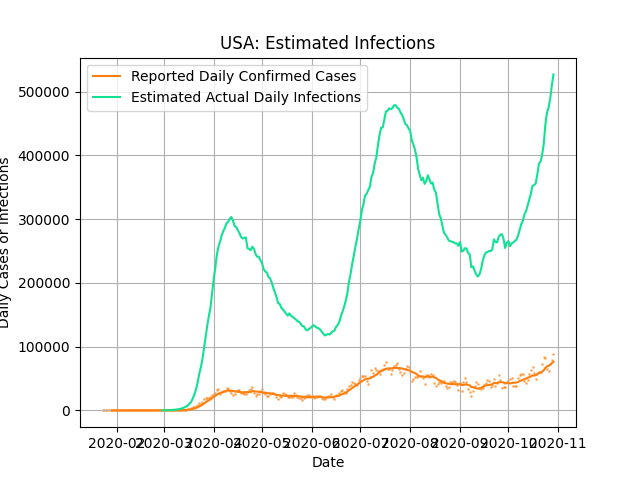 USA: Estimated Infections
Reported Daily Confirmed Cases
Estimated Actual Daily Infections
500000
400000
300000
200000
100000
0
Daily Cases or Infections
2020-02 2020-03 2020-04 2020-05 2020-06 2020-07 2020-08 2020-09 2020-10 2020-11
Date